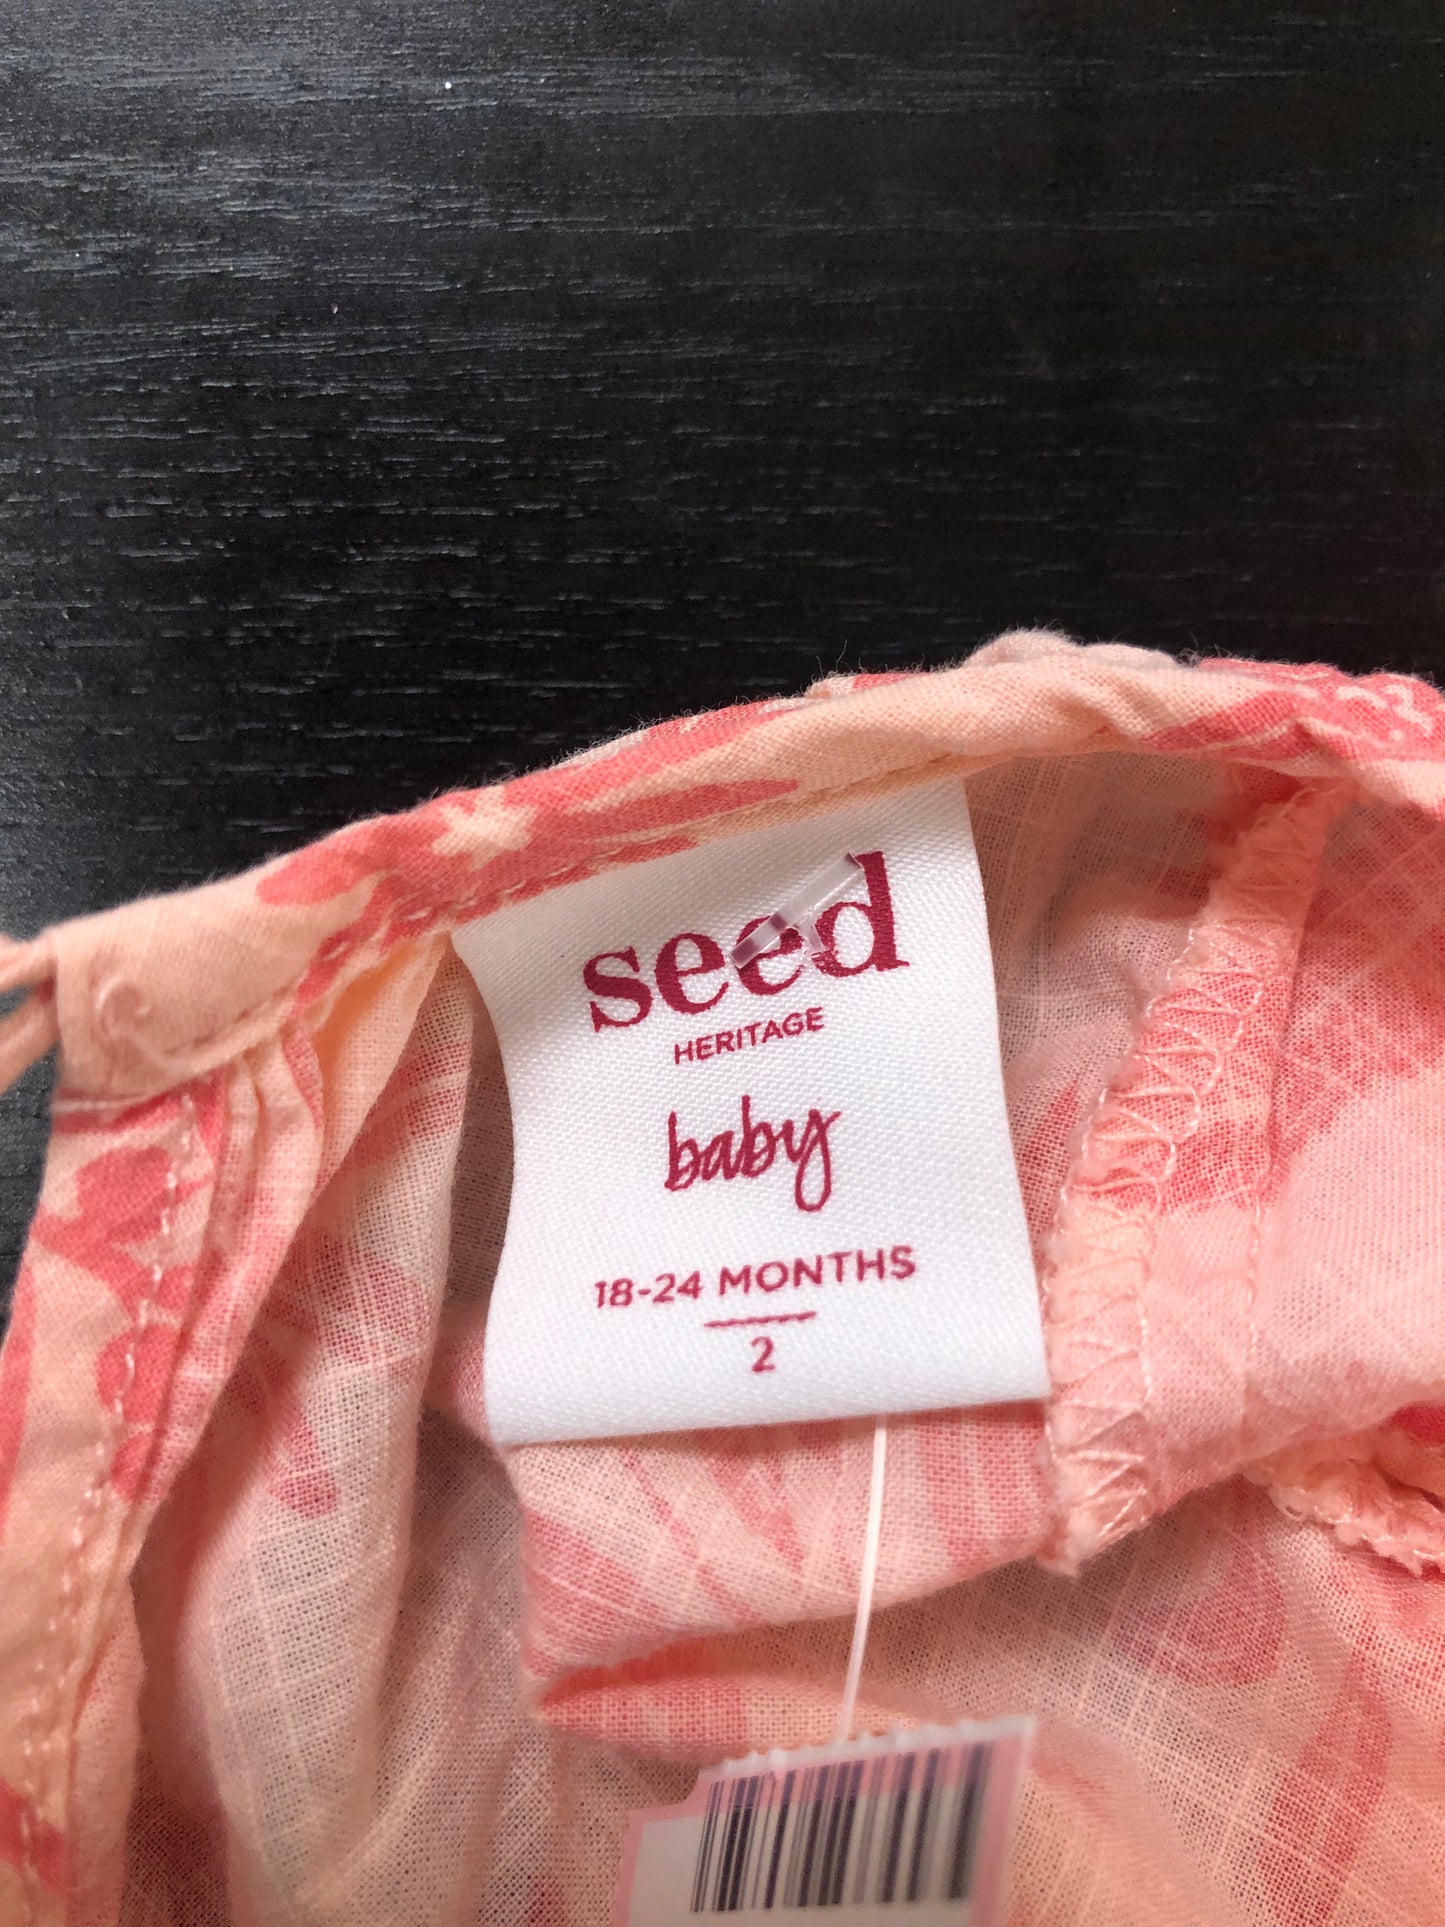 seed
HERITAGE
baby
18-24 MONTHS
2